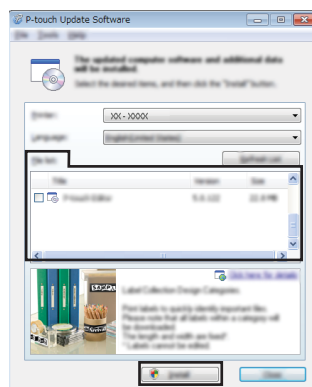 P-touch Update Software
File Tools Help
The updated computer software and additional data
will be installed.
Select the desired items, and then click the "Install" button.
Printer: XX-XXXX
Language: English(United States)
File list: Refresh List
Title Version Size
P-touch Editor 5.0.122 22.8 MB
SAMPLE
Click here for details
Label Collection Design Categories
Print labels to quickly identify important files.
Please note that all labels within a category will
be downloaded.
The length and width are fixed*.
* Labels cannot be edited.
Install Close